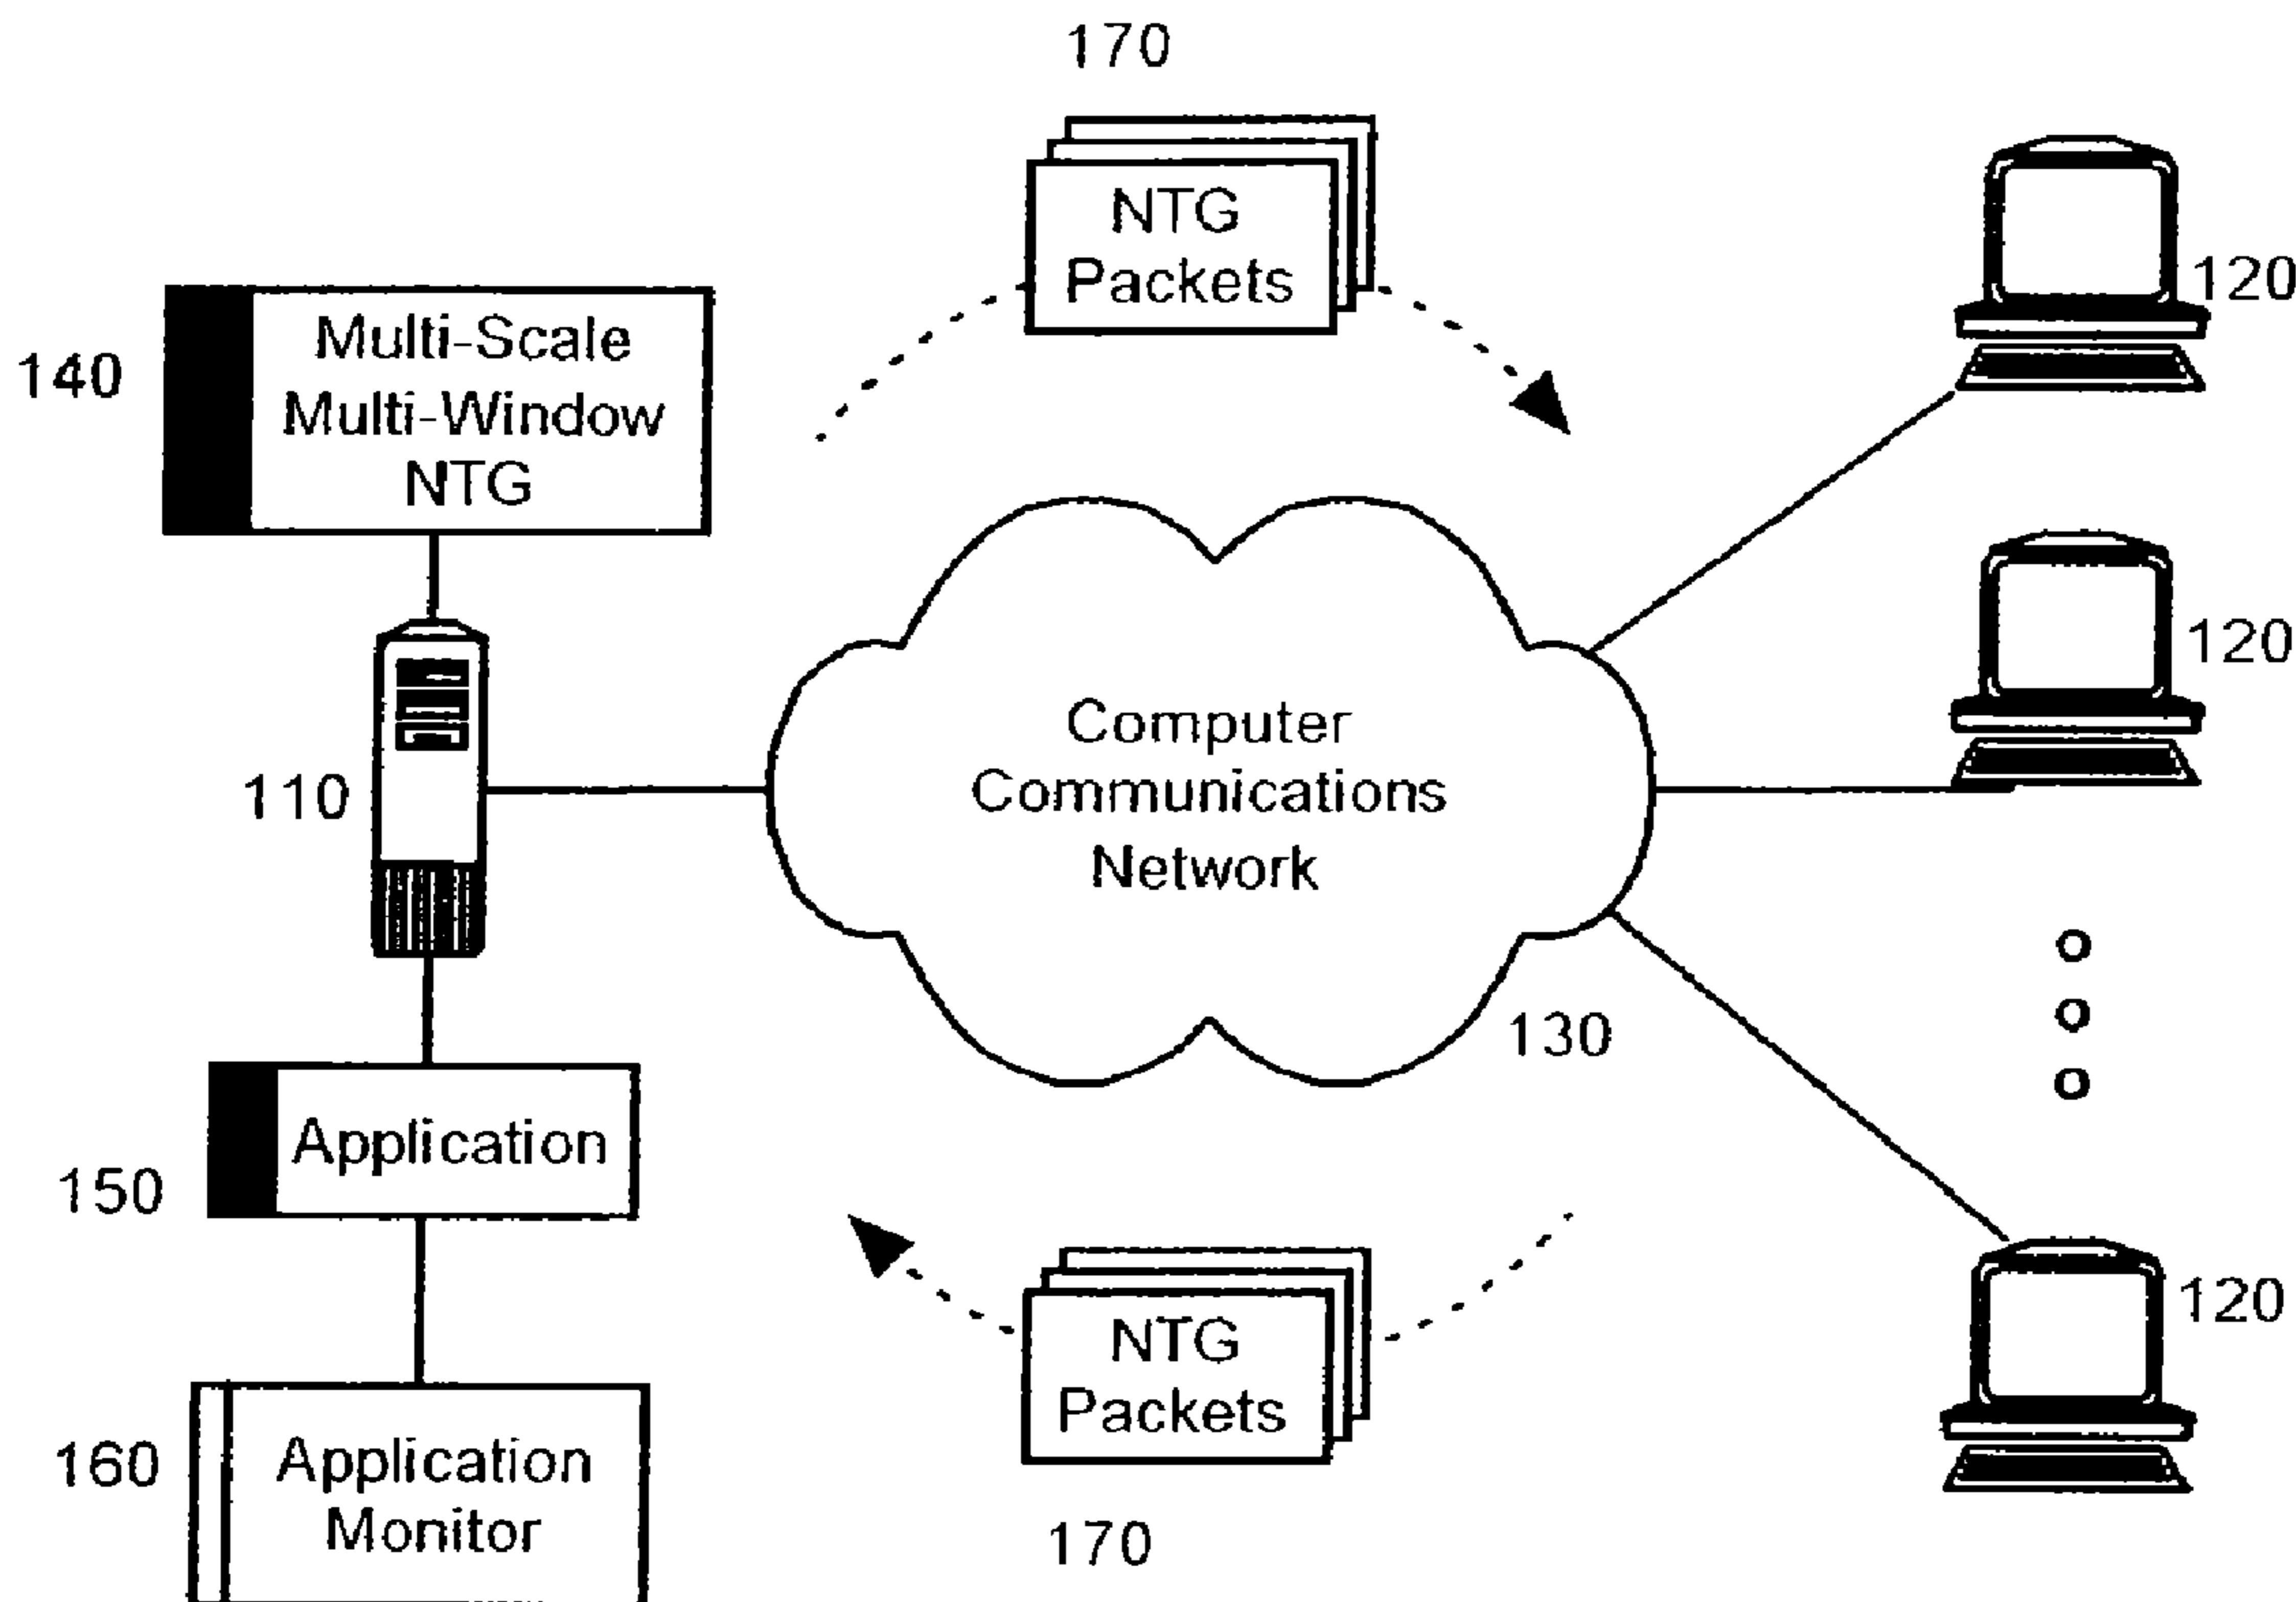 170
NTG
Packets
120
Multi-Scale
Multi-Window
NTG
140
120
Computer
Communications
Network
110
130
Application
150
NTG
Packets
120
Application
Monitor
160
170